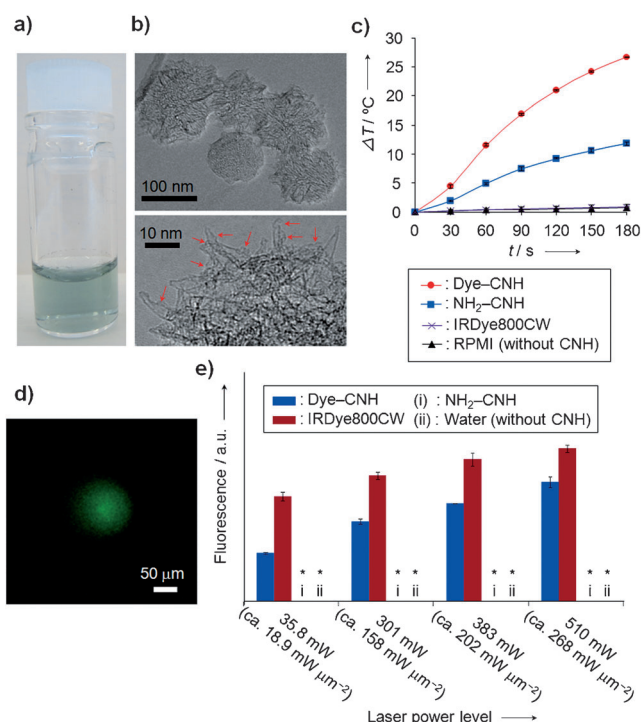 a)
b)
100 nm
10 nm
c)
ΔT / ºC
30
25
20
15
10
5
0
0 30 60 90 120 150 180
t / s
: Dye–CNH
: NH₂–CNH
: IRDye800CW
: RPMI (without CNH)
d)
50 μm
e)
Fluorescence / a.u.
: Dye–CNH (i) : NH₂–CNH
: IRDye800CW (ii) : Water (without CNH)
* * * * * * * *
i ii i ii i ii i ii
35.8 mW
(ca. 18.9 mW μm⁻²)
301 mW
(ca. 158 mW μm⁻²)
383 mW
(ca. 202 mW μm⁻²)
510 mW
(ca. 268 mW μm⁻²)
Laser power level